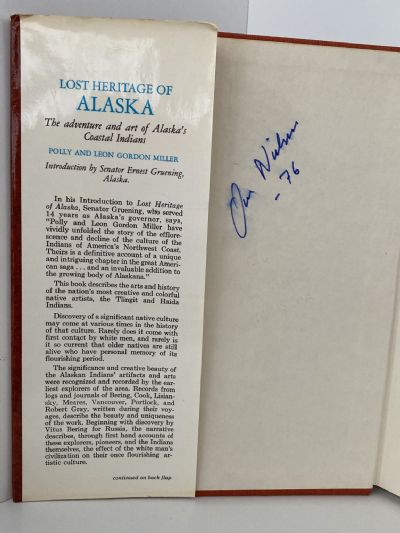 LOST HERITAGE OF
ALASKA
The adventure and art of Alaska's
Coastal Indians
POLLY AND LEON GORDON MILLER
Introduction by Senator Ernest Gruening,
Alaska.
In his Introduction to Lost Heritage
of Alaska, Senator Gruening, who served
14 years as Alaska's governor, says,
"Polly and Leon Gordon Miller have
vividly unfolded the story of the efflor-
escence and decline of the culture of the
Indians of America's Northwest Coast.
Theirs is a definitive account of a unique
and intriguing chapter in the great Ameri-
can saga . . . and an invaluable addition to
the growing body of Alaskana."
This book describes the arts and history
of the nation's most creative and colorful
native artists, the Tlingit and Haida
Indians.
Discovery of a significant native culture
may come at various times in the history
of that culture. Rarely does it come with
first contact by white men, and rarely is
it so current that older natives are still
alive who have personal memory of its
flourishing period.
The significance and creative beauty of
the Alaskan Indians' artifacts and arts
were recognized and recorded by the ear-
liest explorers of the area. Records from
logs and journals of Bering, Cook, Lisian-
sky, Meares, Vancouver, Portlock, and
Robert Gray, written during their voy-
ages, describe the beauty and uniqueness
of the work. Beginning with discovery by
Vitus Bering for Russia, the narrative
describes, through first hand accounts of
these explorers, pioneers, and the Indians
themselves, the effect of the white man's
civilization on their once flourishing ar-
tistic culture.
continued on back flap
-76